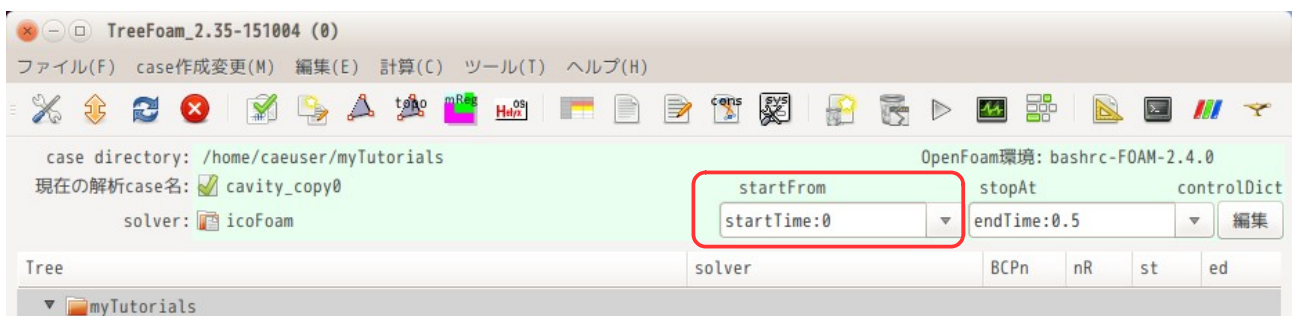 TreeFoam_2.35-151004 (0)
ファイル(F) case作成変更(M) 編集(E) 計算(C) ツール(T) ヘルプ(H)
topo mReg OS Helyx cons sys
case directory: /home/caeuser/myTutorials OpenFoam環境: bashrc-FOAM-2.4.0
現在の解析case名: cavity_copy0 startFrom stopAt controlDict
solver: icoFoam startTime:0 endTime:0.5 編集
Tree solver BCPn nR st ed
myTutorials